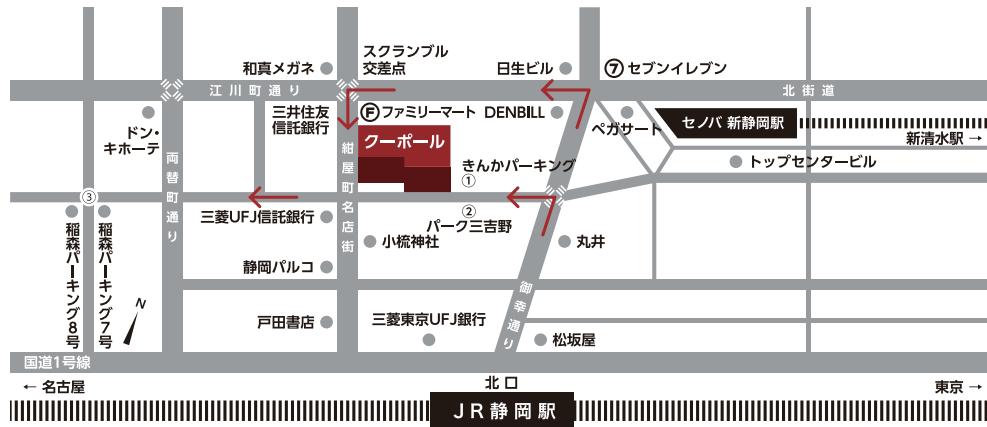 スクランブル
交差点
和真メガネ
日生ビル
⑦ セブンイレブン
江川町通り
北街道
ドン・
キホーテ
三井住友
信託銀行
Ⓕ ファミリーマート
DENBILL
ペガサート
セノバ 新静岡駅
新清水駅 →
クーポール
紺屋町名店街
両替町通り
きんかパーキング
①
トップセンタービル
③
②
パーク三吉野
三菱UFJ信託銀行
小梳神社
丸井
稲森パーキング8号
稲森パーキング7号
静岡パルコ
N
御幸通り
戸田書店
三菱東京UFJ銀行
松坂屋
国道1号線
← 名古屋
北口
東京 →
JR静岡駅